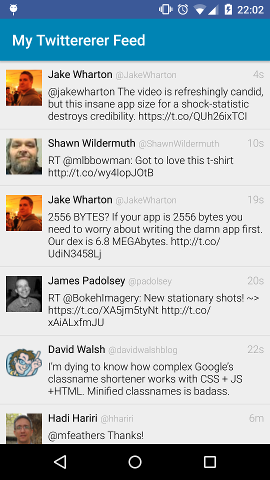 22:02
My Twittererer Feed
Jake Wharton @JakeWharton 4s
@jakewharton The video is refreshingly candid,
but this insane app size for a shock-statistic
destroys credibility. https://t.co/QUh26ixTCI
Shawn Wildermuth @ShawnWildermuth 10s
RT @mlbbowman: Got to love this t-shirt
http://t.co/wy4IopJOtB
Jake Wharton @JakeWharton 19s
2556 BYTES? If your app is 2556 bytes you
need to worry about writing the damn app first.
Our dex is 6.8 MEGAbytes. http://t.co/
UdiN3458Lj
James Padolsey @padolsey 20s
RT @BokehImagery: New stationary shots! ~>
https://t.co/XA5jm5tyNt http://t.co/
xAiALxfmJU
David Walsh @davidwalshblog 22s
I'm dying to how complex Google's
classname shortener works with CSS + JS
+HTML. Minified classnames is badass.
Hadi Hariri @hhariri 6m
@mfeathers Thanks!